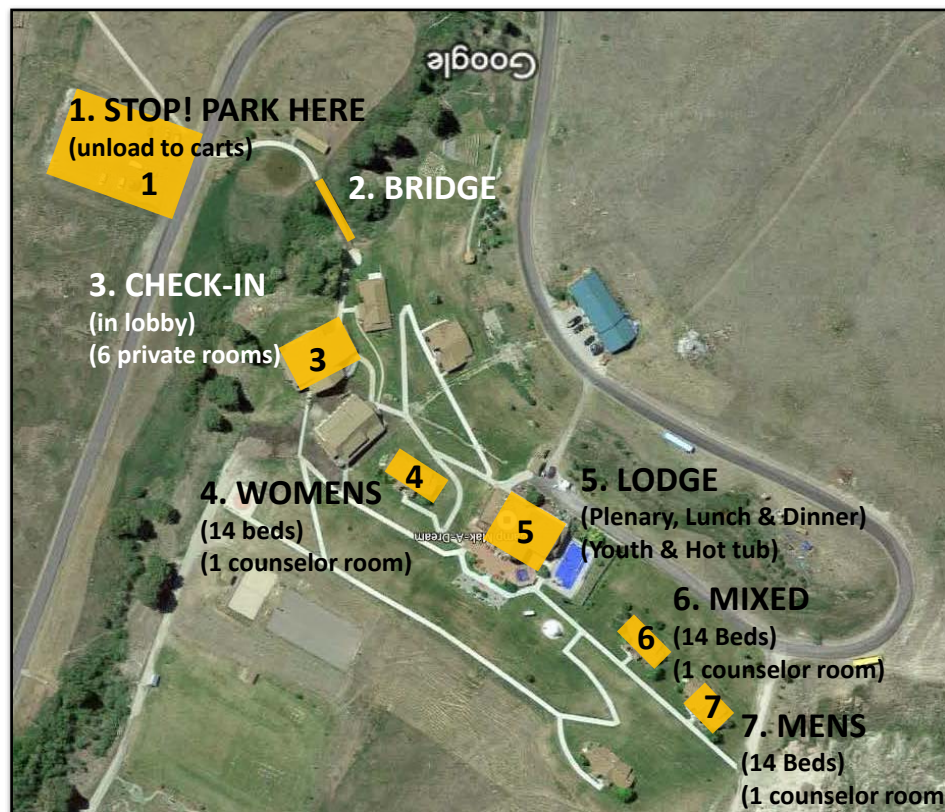 Google
1. STOP! PARK HERE
(unload to carts)
1
2. BRIDGE
3. CHECK-IN
(in lobby)
(6 private rooms)
3
4
4. WOMENS
(14 beds)
(1 counselor room)
5
5. LODGE
(Plenary, Lunch & Dinner)
(Youth & Hot tub)
Mak-A-Dream
6. MIXED
(14 Beds)
(1 counselor room)
6
7
7. MENS
(14 Beds)
(1 counselor room